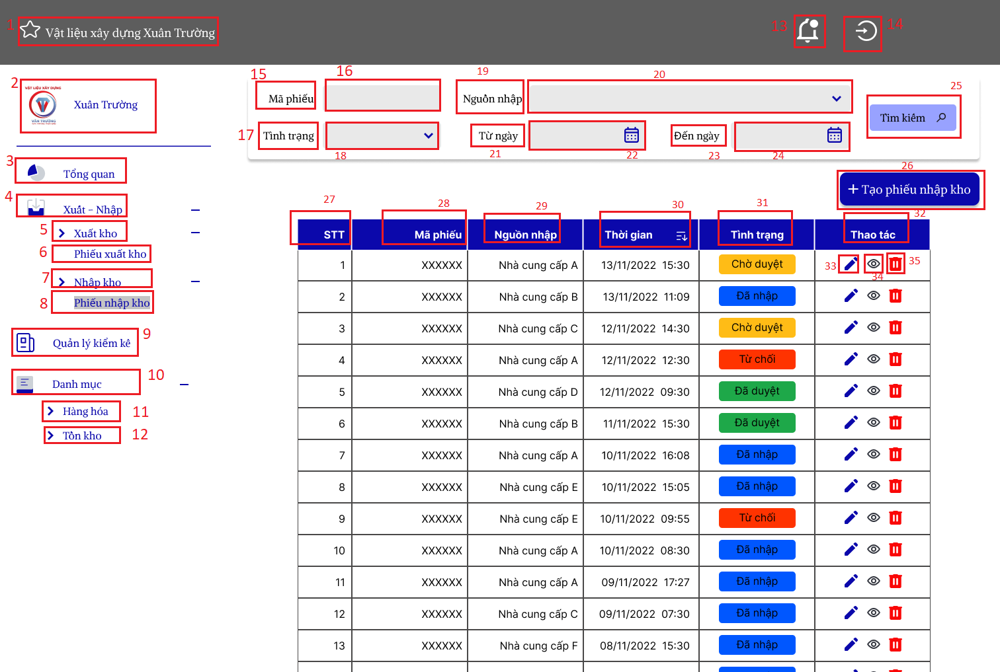 1 Vật liệu xây dựng Xuân Trường 13 14
2 VẬT LIỆU XÂY DỰNG
VĂN TRƯỜNG
Xuân Trường
3 Tổng quan
4 Xuất - Nhập
5 Xuất kho
6 Phiếu xuất kho
7 Nhập kho
8 Phiếu nhập kho
Quản lý kiểm kê 9
Danh mục 10
Hàng hóa 11
Tồn kho 12
15 16 19 20 25
Mã phiếu Nguồn nhập Tìm kiếm
17 Tình trạng Từ ngày Đến ngày
18 21 22 23 24
26
+ Tạo phiếu nhập kho
27 28 29 30 31 32
STT Mã phiếu Nguồn nhập Thời gian Tình trạng Thao tác
1 XXXXXX Nhà cung cấp A 13/11/2022 15:30 Chờ duyệt 33 34 35
2 XXXXXX Nhà cung cấp B 13/11/2022 11:09 Đã nhập
3 XXXXXX Nhà cung cấp C 12/11/2022 14:30 Chờ duyệt
4 XXXXXX Nhà cung cấp A 12/11/2022 12:30 Từ chối
5 XXXXXX Nhà cung cấp D 12/11/2022 09:30 Đã duyệt
6 XXXXXX Nhà cung cấp B 11/11/2022 15:30 Đã duyệt
7 XXXXXX Nhà cung cấp A 10/11/2022 16:08 Đã nhập
8 XXXXXX Nhà cung cấp E 10/11/2022 15:05 Đã nhập
9 XXXXXX Nhà cung cấp E 10/11/2022 09:55 Từ chối
10 XXXXXX Nhà cung cấp A 10/11/2022 08:30 Đã nhập
11 XXXXXX Nhà cung cấp A 09/11/2022 17:27 Đã nhập
12 XXXXXX Nhà cung cấp C 09/11/2022 07:30 Đã nhập
13 XXXXXX Nhà cung cấp F 08/11/2022 15:30 Đã nhập